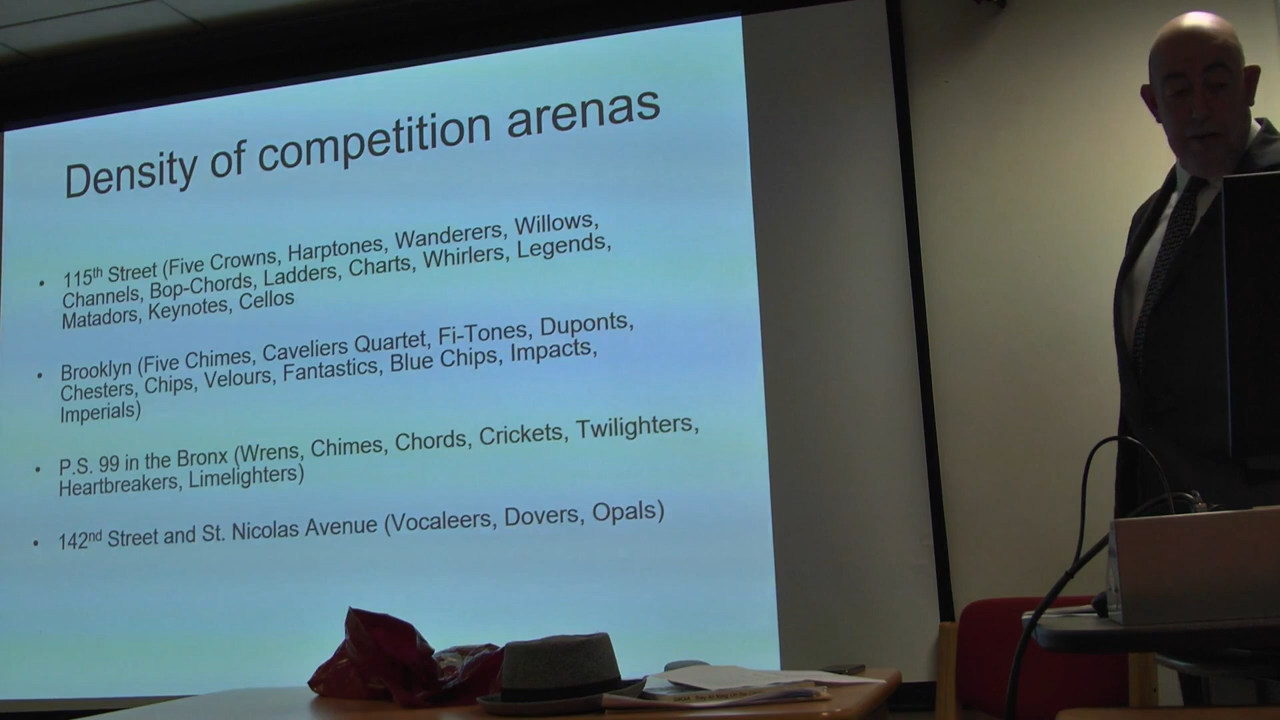 Density of competition arenas
• 115th Street (Five Crowns, Harptones, Wanderers, Willows,
Channels, Bop-Chords, Ladders, Charts, Whirlers, Legends,
Matadors, Keynotes, Cellos
• Brooklyn (Five Chimes, Caveliers Quartet, Fi-Tones, Duponts,
Chesters, Chips, Velours, Fantastics, Blue Chips, Impacts,
Imperials)
• P.S. 99 in the Bronx (Wrens, Chimes, Chords, Crickets, Twilighters,
Heartbreakers, Limelighters)
• 142nd Street and St. Nicolas Avenue (Vocaleers, Dovers, Opals)